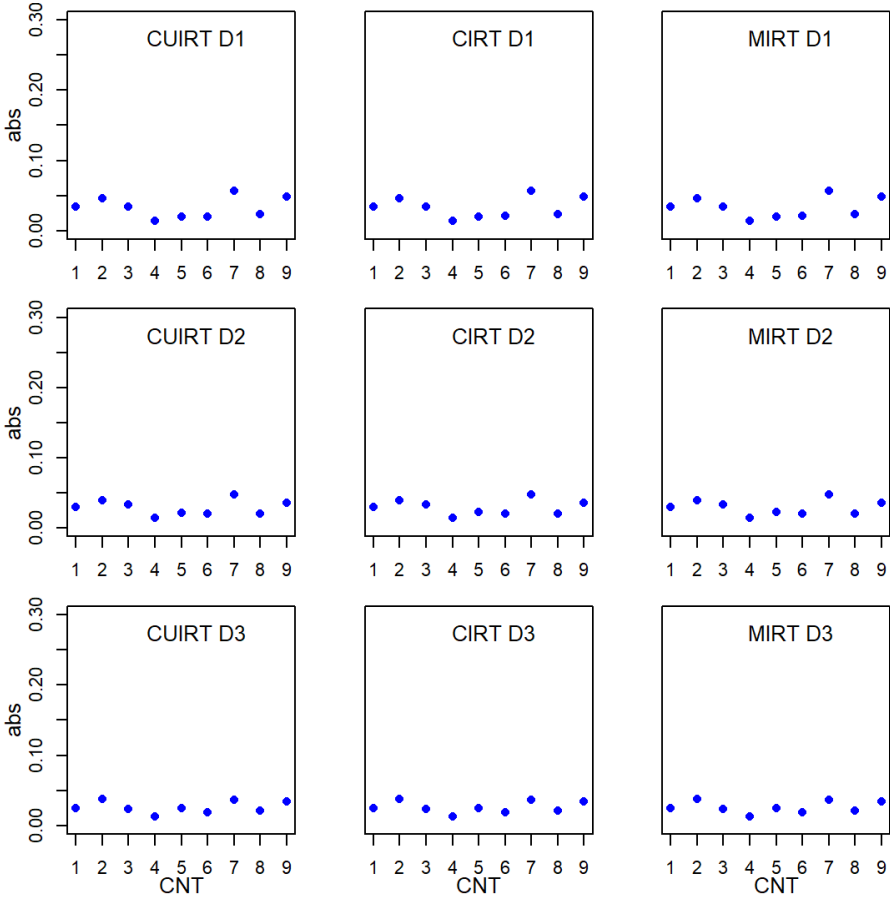 CUIRT D1 CIRT D1 MIRT D1
abs
0.00 0.10 0.20 0.30
1 2 3 4 5 6 7 8 9 1 2 3 4 5 6 7 8 9 1 2 3 4 5 6 7 8 9
CUIRT D2 CIRT D2 MIRT D2
abs
0.00 0.10 0.20 0.30
1 2 3 4 5 6 7 8 9 1 2 3 4 5 6 7 8 9 1 2 3 4 5 6 7 8 9
CUIRT D3 CIRT D3 MIRT D3
abs
0.00 0.10 0.20 0.30
1 2 3 4 5 6 7 8 9 1 2 3 4 5 6 7 8 9 1 2 3 4 5 6 7 8 9
CNT CNT CNT